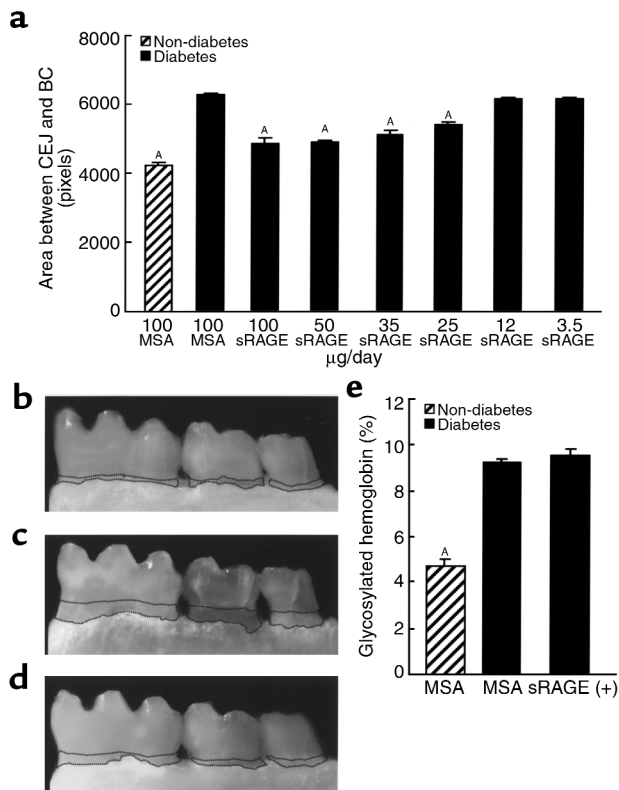 a
Non-diabetes
Diabetes
Area between CEJ and BC
(pixels)
8000
6000
4000
2000
0
A
A
A
A
A
100 100 100 50 35 25 12 3.5
MSA MSA sRAGE sRAGE sRAGE sRAGE sRAGE sRAGE
µg/day
b
c
d
e
Non-diabetes
Diabetes
Glycosylated hemoglobin (%)
12
10
8
6
4
2
0
A
MSA MSA sRAGE (+)